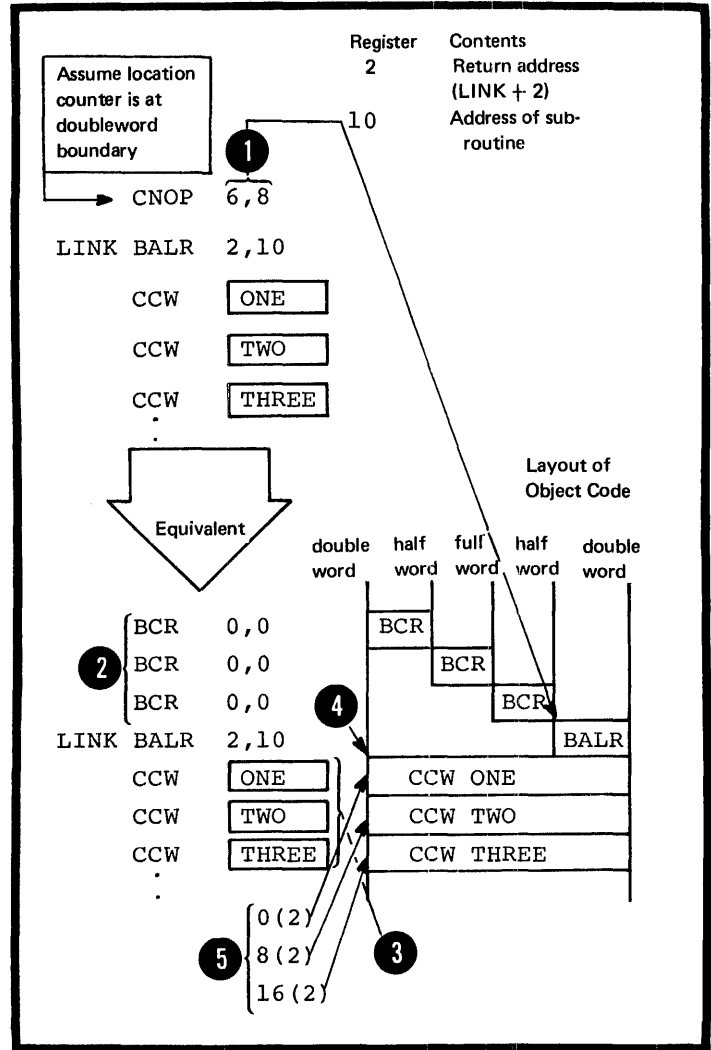 Register Contents
2 Return address
(LINK + 2)
10 Address of sub-
routine
Assume location
counter is at
doubleword
boundary
1
CNOP 6,8
LINK BALR 2,10
CCW ONE
CCW TWO
CCW THREE
.
.
Equivalent
Layout of
Object Code
double half full half double
word word word word word
2
BCR 0,0
BCR 0,0
BCR 0,0
LINK BALR 2,10
CCW ONE
CCW TWO
CCW THREE
.
.
BCR
BCR
BCR
BALR
4
CCW ONE
CCW TWO
CCW THREE
5
0(2)
8(2)
16(2)
3